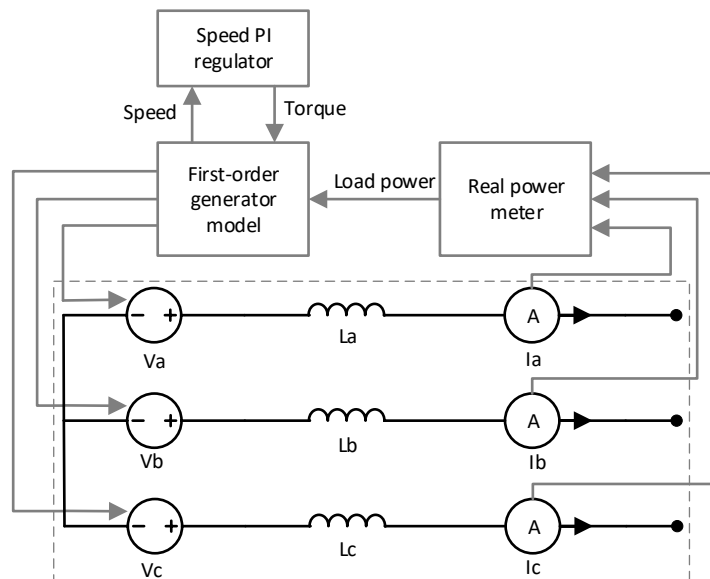 Speed PI
regulator
Speed
Torque
First-order
generator
model
Load power
Real power
meter
- +
A
Va
La
Ia
- +
A
Vb
Lb
Ib
- +
A
Vc
Lc
Ic